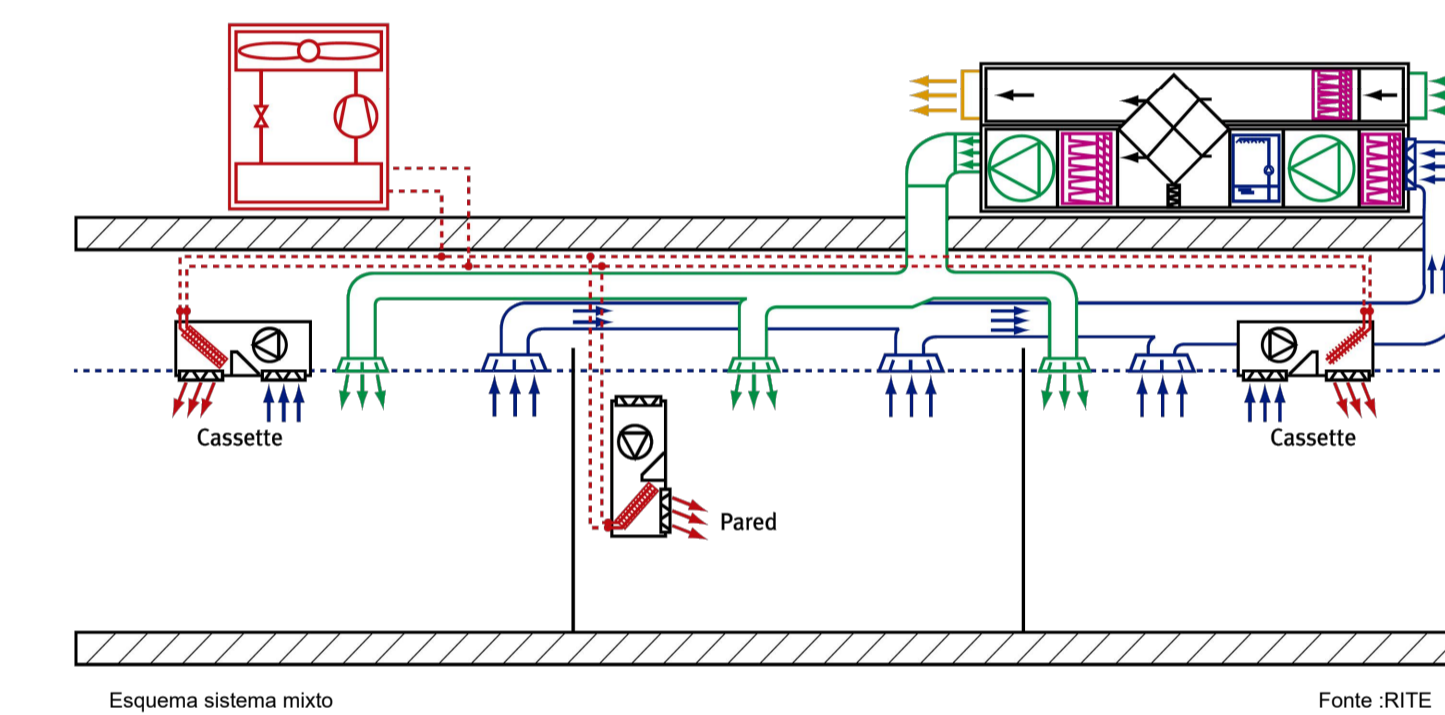 Cassette
Cassette
Pared
Esquema sistema mixto
Fonte :RITE